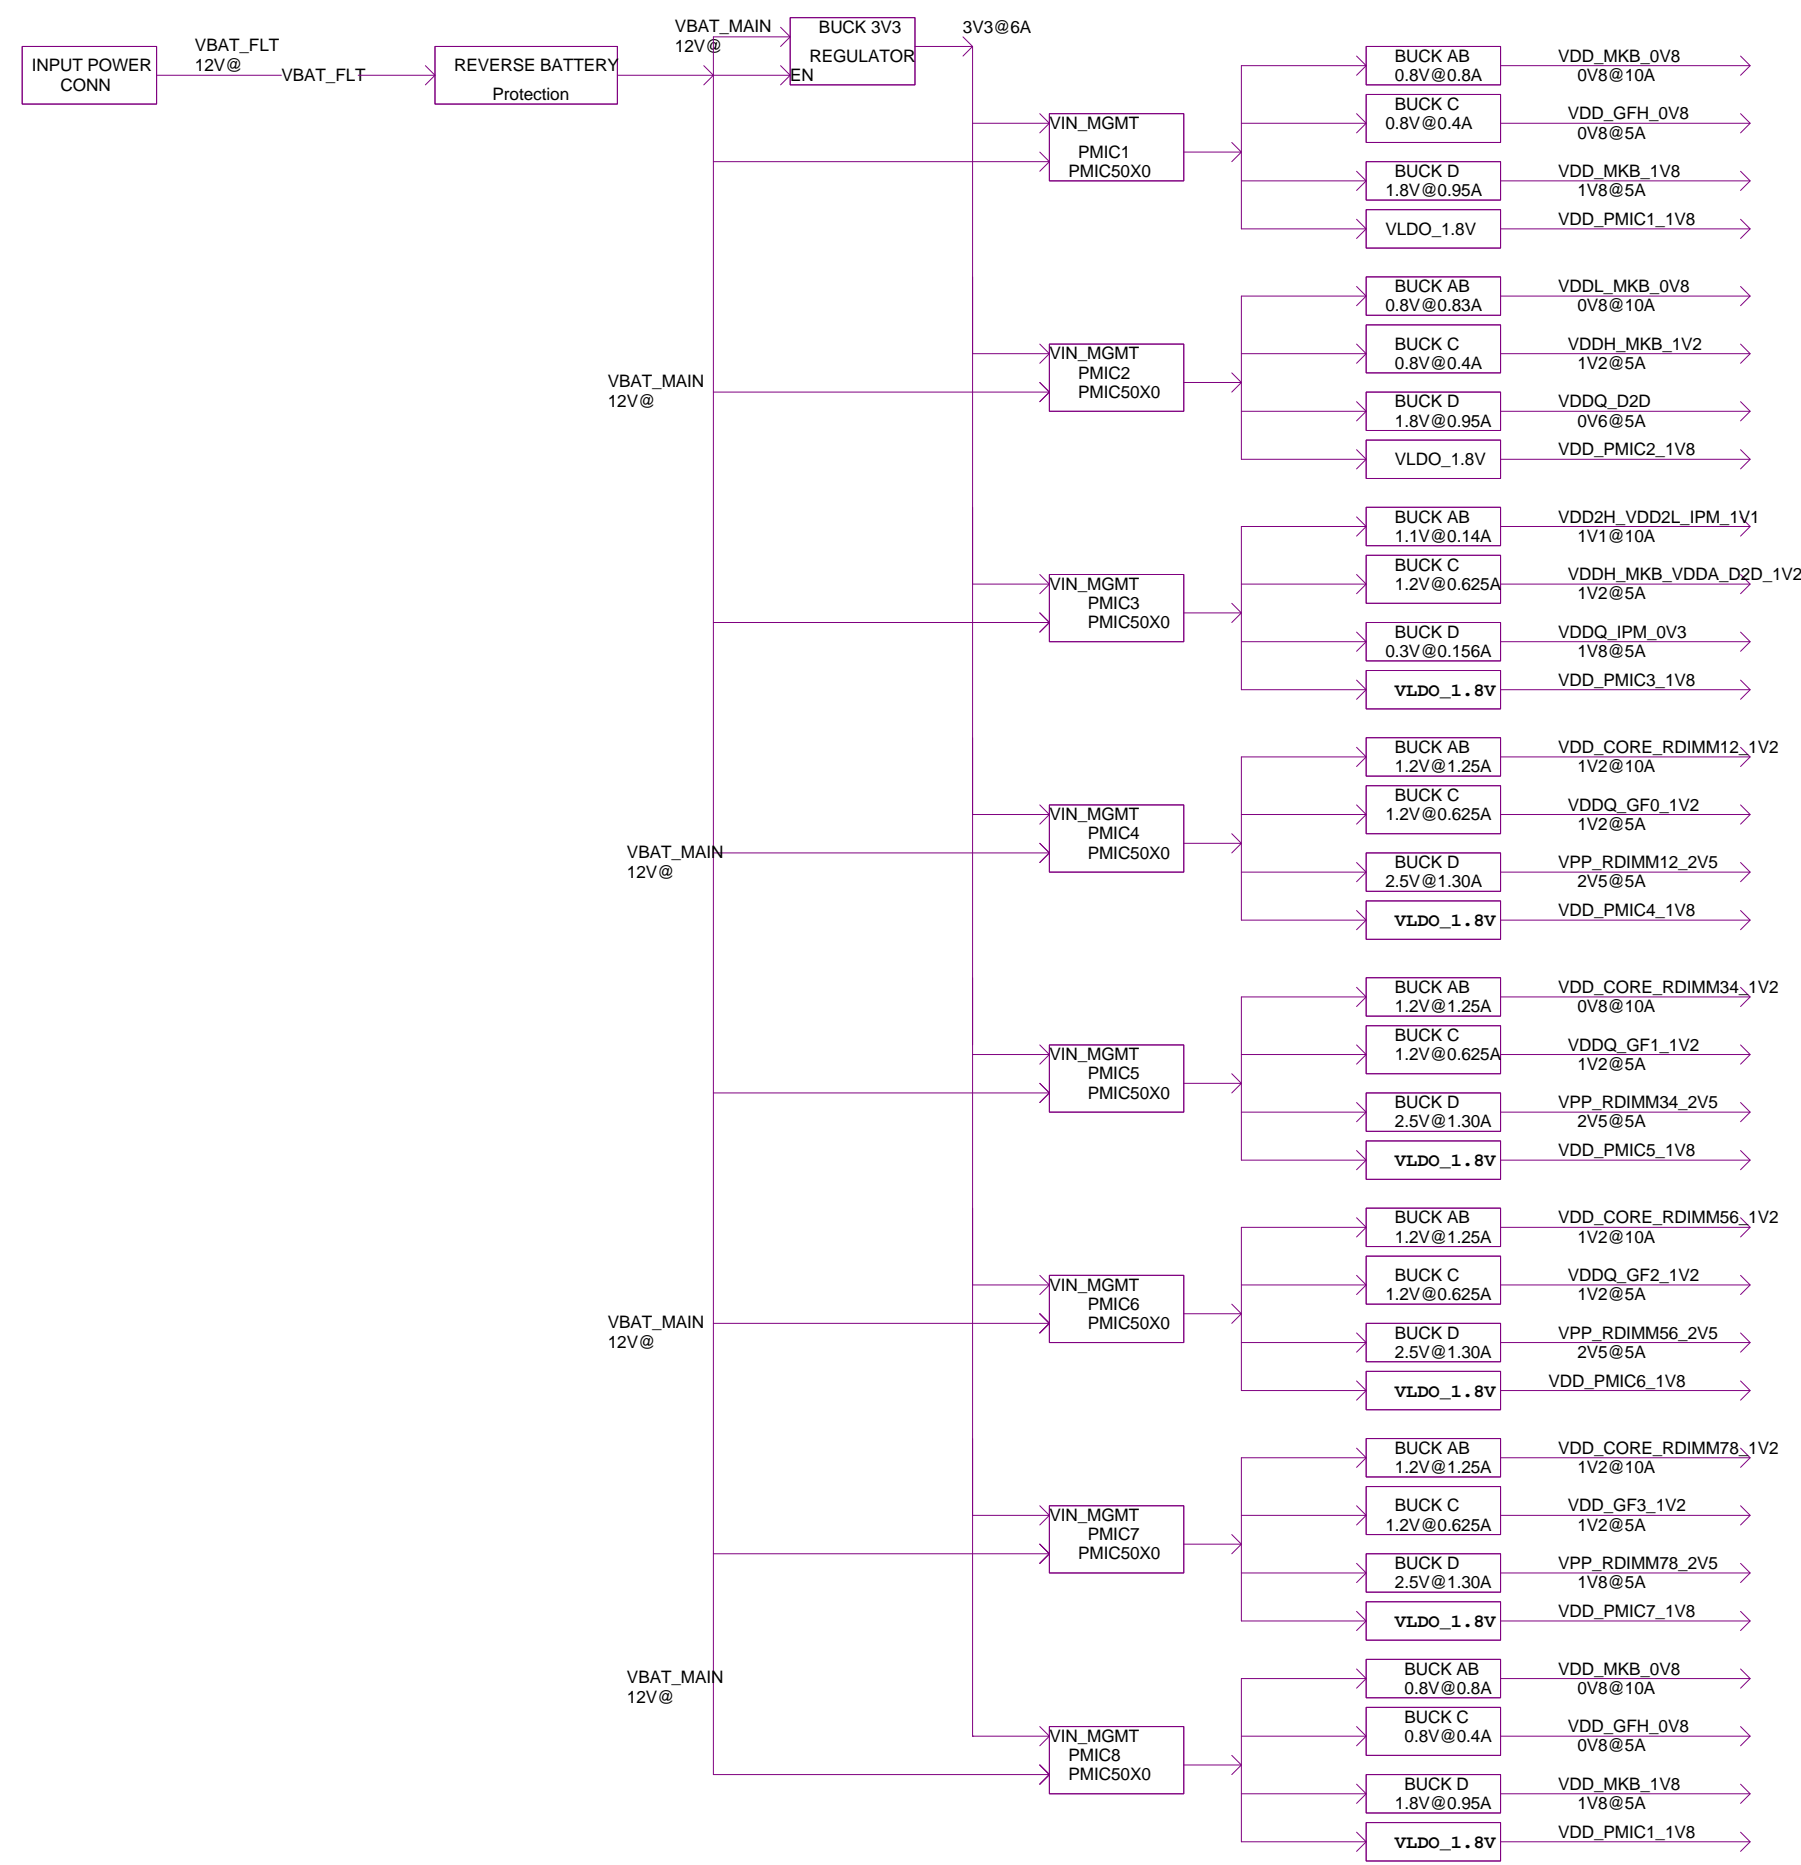 INPUT POWER
CONN
VBAT_FLT
12V@
VBAT_FLT
REVERSE BATTERY
Protection
VBAT_MAIN
12V@
BUCK 3V3
REGULATOR
EN
3V3@6A
VIN_MGMT
PMIC1
PMIC50X0
BUCK AB
0.8V@0.8A
VDD_MKB_0V8
0V8@10A
BUCK C
0.8V@0.4A
VDD_GFH_0V8
0V8@5A
BUCK D
1.8V@0.95A
VDD_MKB_1V8
1V8@5A
VLDO_1.8V
VDD_PMIC1_1V8
VBAT_MAIN
12V@
VIN_MGMT
PMIC2
PMIC50X0
BUCK AB
0.8V@0.83A
VDDL_MKB_0V8
0V8@10A
BUCK C
0.8V@0.4A
VDDH_MKB_1V2
1V2@5A
BUCK D
1.8V@0.95A
VDDQ_D2D
0V6@5A
VLDO_1.8V
VDD_PMIC2_1V8
VIN_MGMT
PMIC3
PMIC50X0
BUCK AB
1.1V@0.14A
VDD2H_VDD2L_IPM_1V1
1V1@10A
BUCK C
1.2V@0.625A
VDDH_MKB_VDDA_D2D_1V2
1V2@5A
BUCK D
0.3V@0.156A
VDDQ_IPM_0V3
1V8@5A
VLDO_1.8V
VDD_PMIC3_1V8
VBAT_MAIN
12V@
VIN_MGMT
PMIC4
PMIC50X0
BUCK AB
1.2V@1.25A
VDD_CORE_RDIMM12_1V2
1V2@10A
BUCK C
1.2V@0.625A
VDDQ_GF0_1V2
1V2@5A
BUCK D
2.5V@1.30A
VPP_RDIMM12_2V5
2V5@5A
VLDO_1.8V
VDD_PMIC4_1V8
VIN_MGMT
PMIC5
PMIC50X0
BUCK AB
1.2V@1.25A
VDD_CORE_RDIMM34_1V2
0V8@10A
BUCK C
1.2V@0.625A
VDDQ_GF1_1V2
1V2@5A
BUCK D
2.5V@1.30A
VPP_RDIMM34_2V5
2V5@5A
VLDO_1.8V
VDD_PMIC5_1V8
VBAT_MAIN
12V@
VIN_MGMT
PMIC6
PMIC50X0
BUCK AB
1.2V@1.25A
VDD_CORE_RDIMM56_1V2
1V2@10A
BUCK C
1.2V@0.625A
VDDQ_GF2_1V2
1V2@5A
BUCK D
2.5V@1.30A
VPP_RDIMM56_2V5
2V5@5A
VLDO_1.8V
VDD_PMIC6_1V8
VIN_MGMT
PMIC7
PMIC50X0
BUCK AB
1.2V@1.25A
VDD_CORE_RDIMM78_1V2
1V2@10A
BUCK C
1.2V@0.625A
VDD_GF3_1V2
1V2@5A
BUCK D
2.5V@1.30A
VPP_RDIMM78_2V5
1V8@5A
VLDO_1.8V
VDD_PMIC7_1V8
VBAT_MAIN
12V@
VIN_MGMT
PMIC8
PMIC50X0
BUCK AB
0.8V@0.8A
VDD_MKB_0V8
0V8@10A
BUCK C
0.8V@0.4A
VDD_GFH_0V8
0V8@5A
BUCK D
1.8V@0.95A
VDD_MKB_1V8
1V8@5A
VLDO_1.8V
VDD_PMIC1_1V8